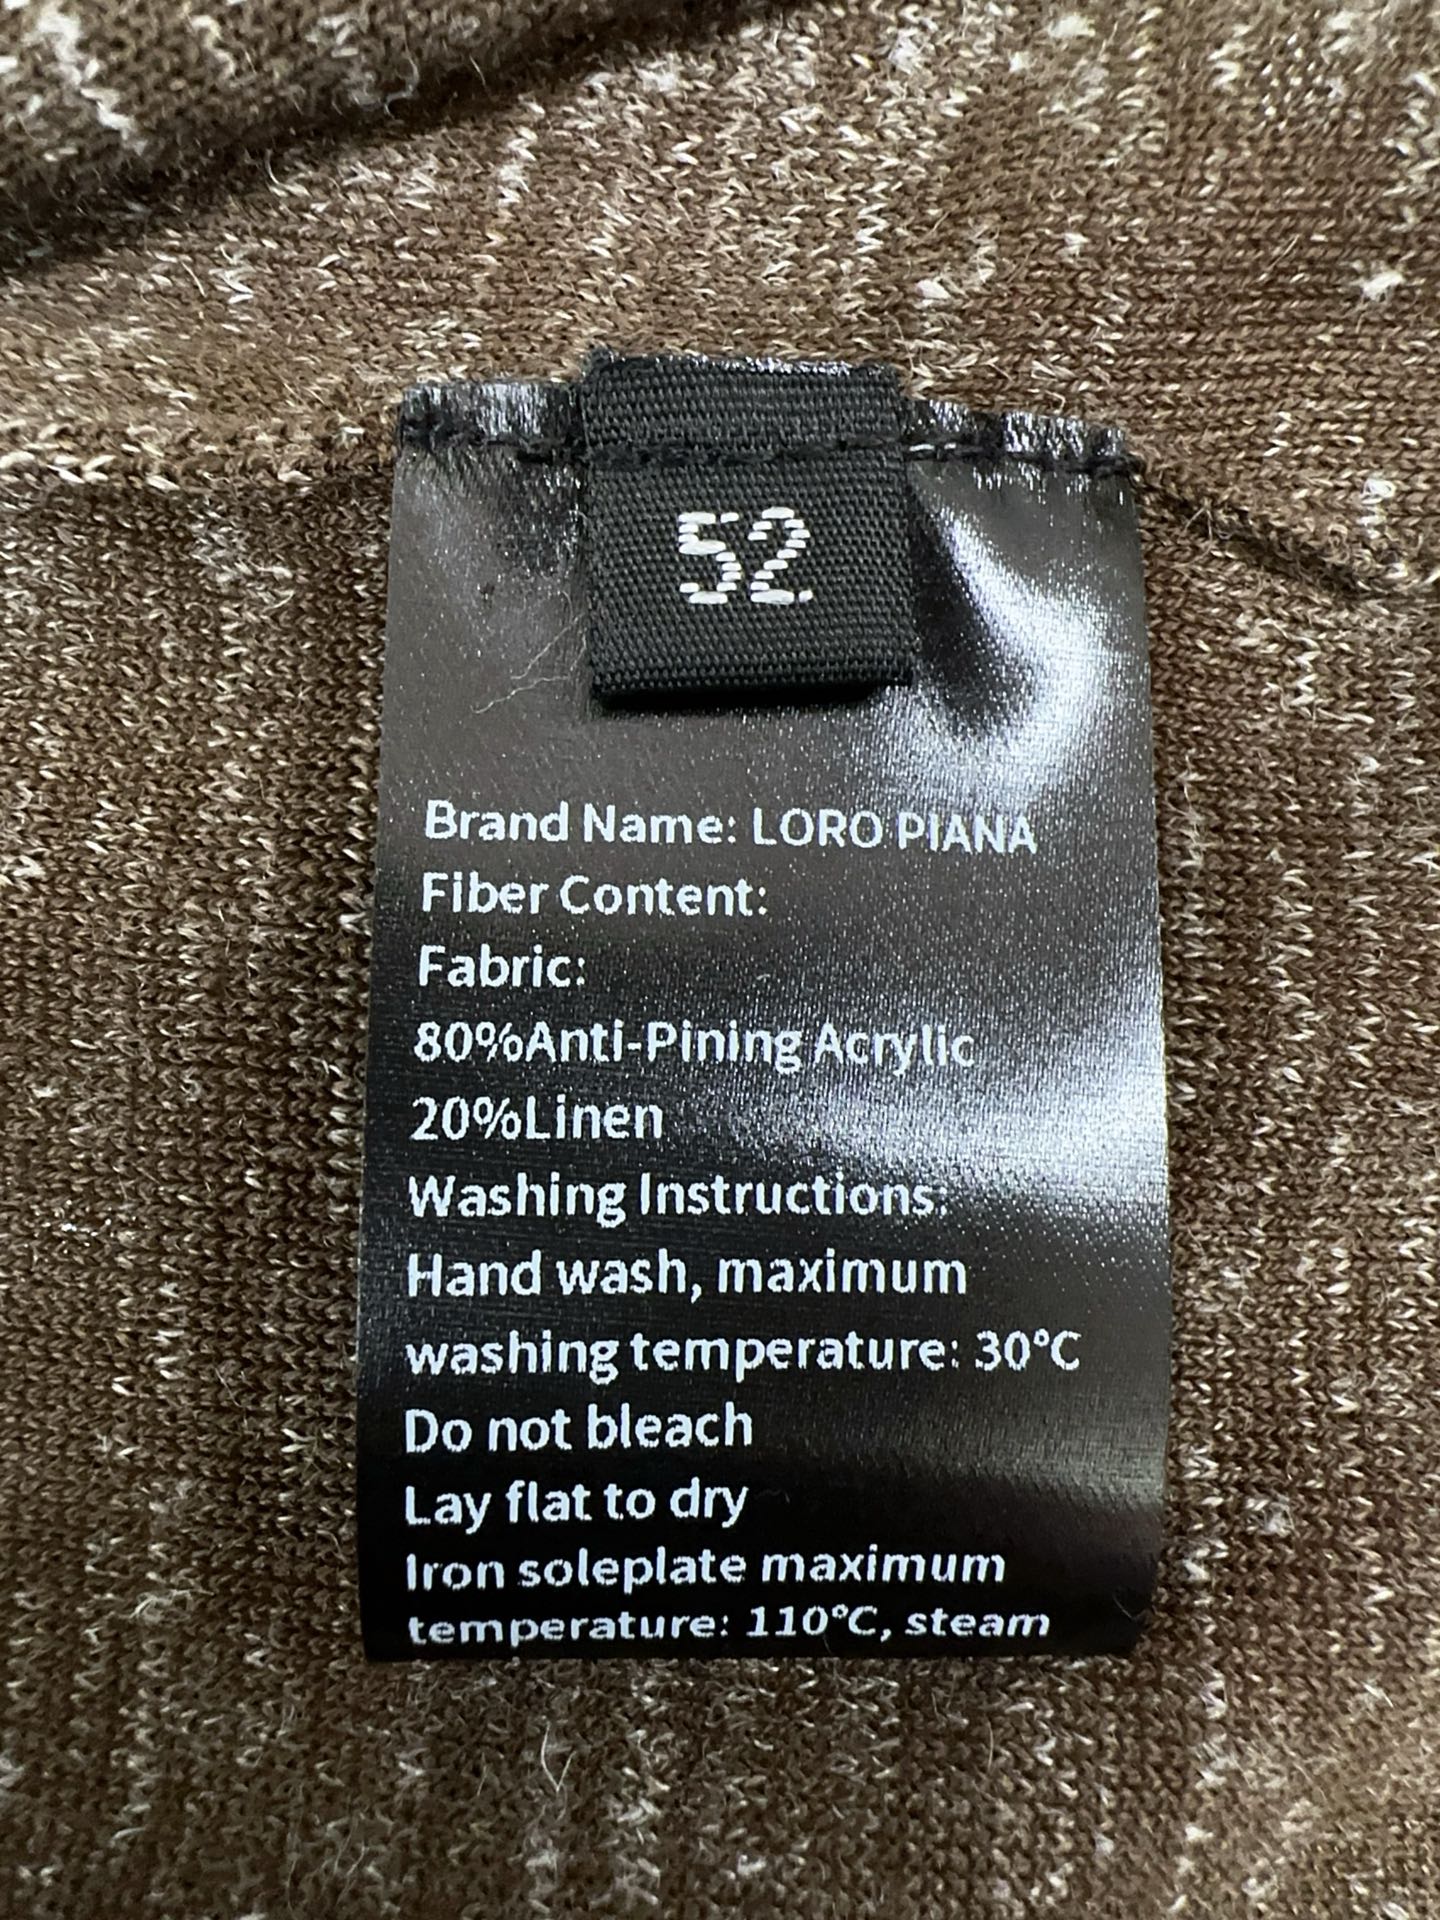 52
Brand Name: LORO PIANA
Fiber Content:
Fabric:
80%Anti-Pining Acrylic
20%Linen
Washing Instructions:
Hand wash, maximum
washing temperature: 30°C
Do not bleach
Lay flat to dry
Iron soleplate maximum
temperature: 110°C, steam